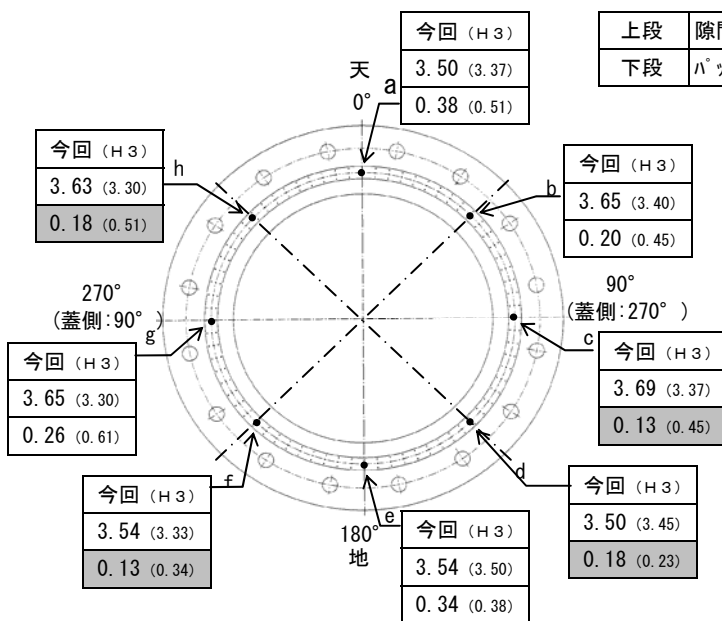 今回 (H3)
3.50 (3.37)
0.38 (0.51)
上段
下段
天
0°
a
今回 (H3)
3.63 (3.30)
0.18 (0.51)
h
今回 (H3)
3.65 (3.40)
0.20 (0.45)
b
270°
(蓋側:90°)
g
90°
(蓋側:270°)
c
今回 (H3)
3.65 (3.30)
0.26 (0.61)
今回 (H3)
3.69 (3.37)
0.13 (0.45)
今回 (H3)
3.54 (3.33)
0.13 (0.34)
f
180°
地
e
今回 (H3)
3.54 (3.50)
0.34 (0.38)
d
今回 (H3)
3.50 (3.45)
0.18 (0.23)